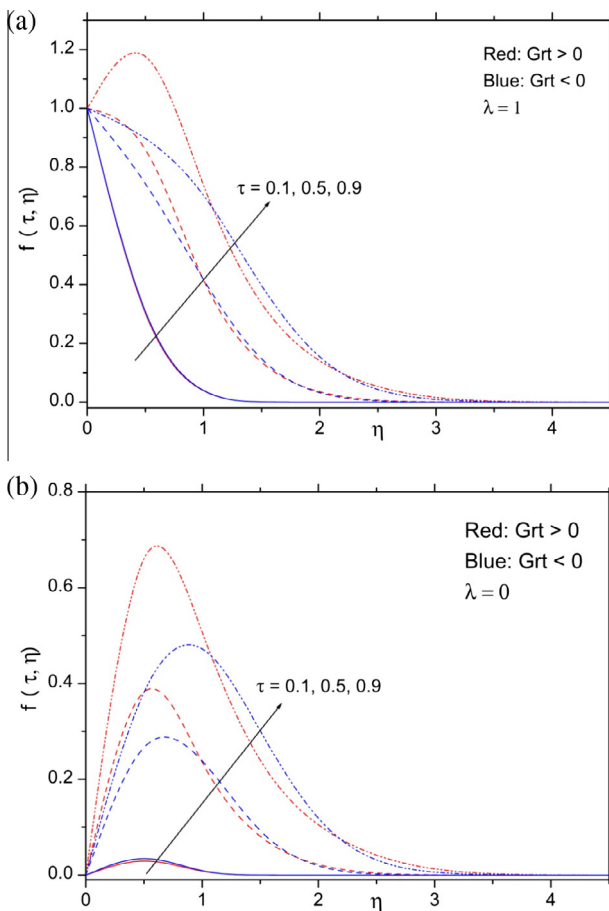 (a)
1.2
1.0
0.8
0.6
0.4
0.2
0.0
f ( τ, η)
Red: Grt > 0
Blue: Grt < 0
λ = 1
τ = 0.1, 0.5, 0.9
0 1 2 3 4
η
(b)
0.8
0.6
0.4
0.2
0.0
f ( τ, η)
Red: Grt > 0
Blue: Grt < 0
λ = 0
τ = 0.1, 0.5, 0.9
0 1 2 3 4
η